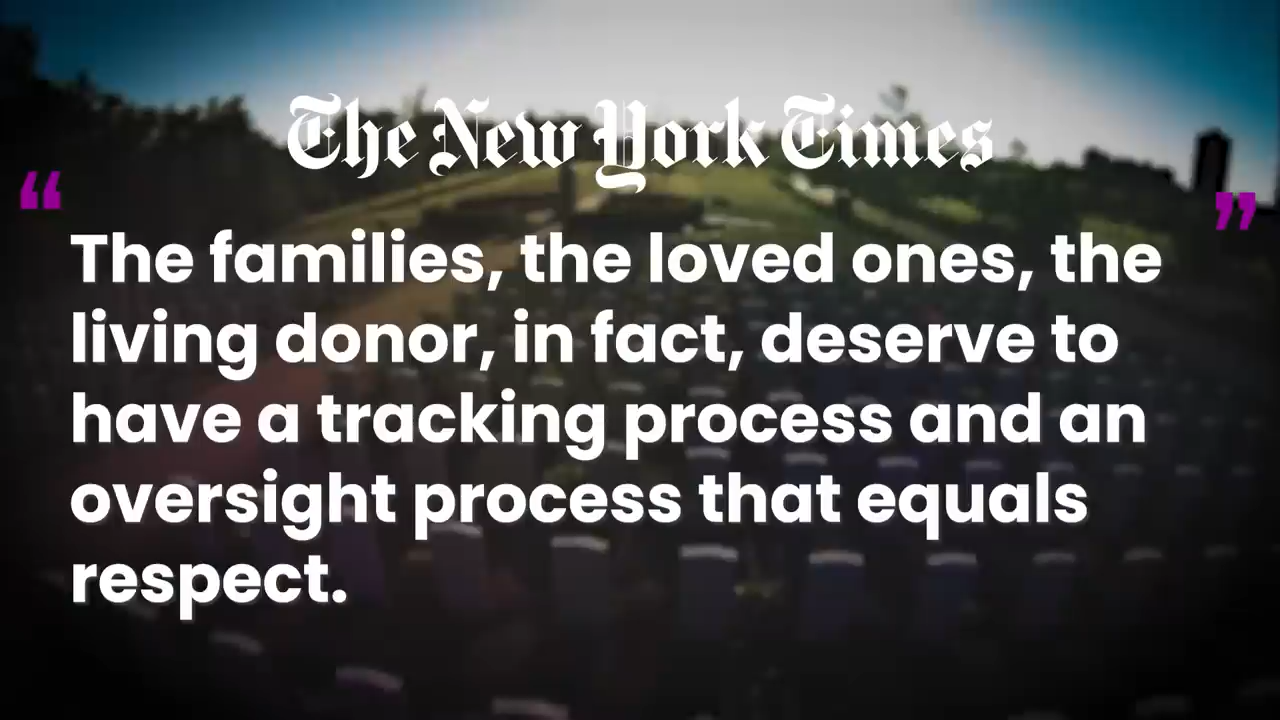 The New York Times
“ ”
The families, the loved ones, the
living donor, in fact, deserve to
have a tracking process and an
oversight process that equals
respect.